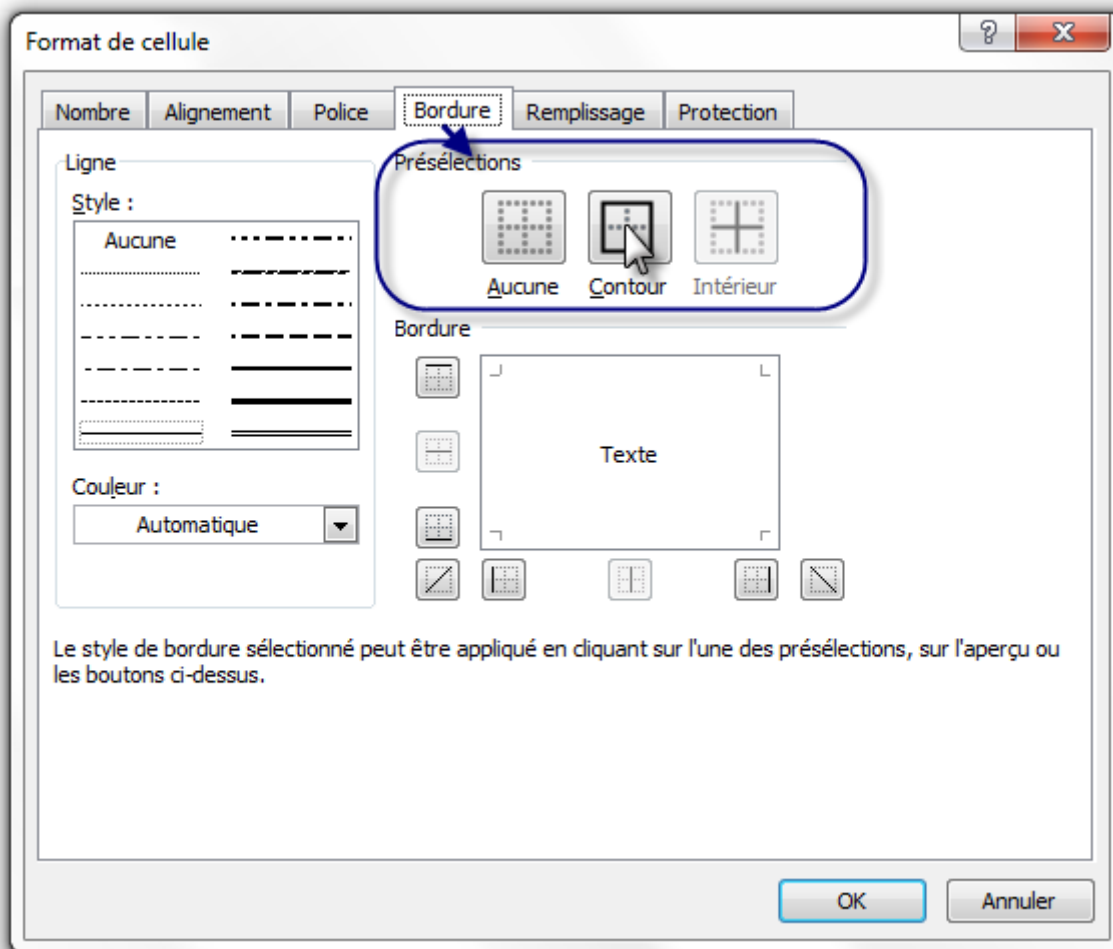 Format de cellule
Nombre Alignement Police Bordure Remplissage Protection
Ligne
Style :
Aucune
Couleur :
Automatique
Présélections
Aucune Contour Intérieur
Bordure
Texte
Le style de bordure sélectionné peut être appliqué en cliquant sur l'une des présélections, sur l'aperçu ou
les boutons ci-dessus.
OK Annuler